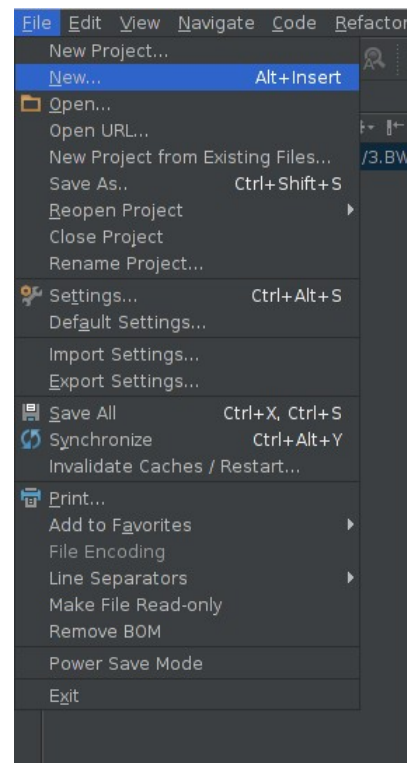 File Edit View Navigate Code Refactor
New Project...
New... Alt+Insert
Open...
Open URL...
New Project from Existing Files...
/3.BW
Save As.. Ctrl+Shift+S
Reopen Project
Close Project
Rename Project...
Settings... Ctrl+Alt+S
Default Settings...
Import Settings...
Export Settings...
Save All Ctrl+X, Ctrl+S
Synchronize Ctrl+Alt+Y
Invalidate Caches / Restart...
Print...
Add to Favorites
File Encoding
Line Separators
Make File Read-only
Remove BOM
Power Save Mode
Exit